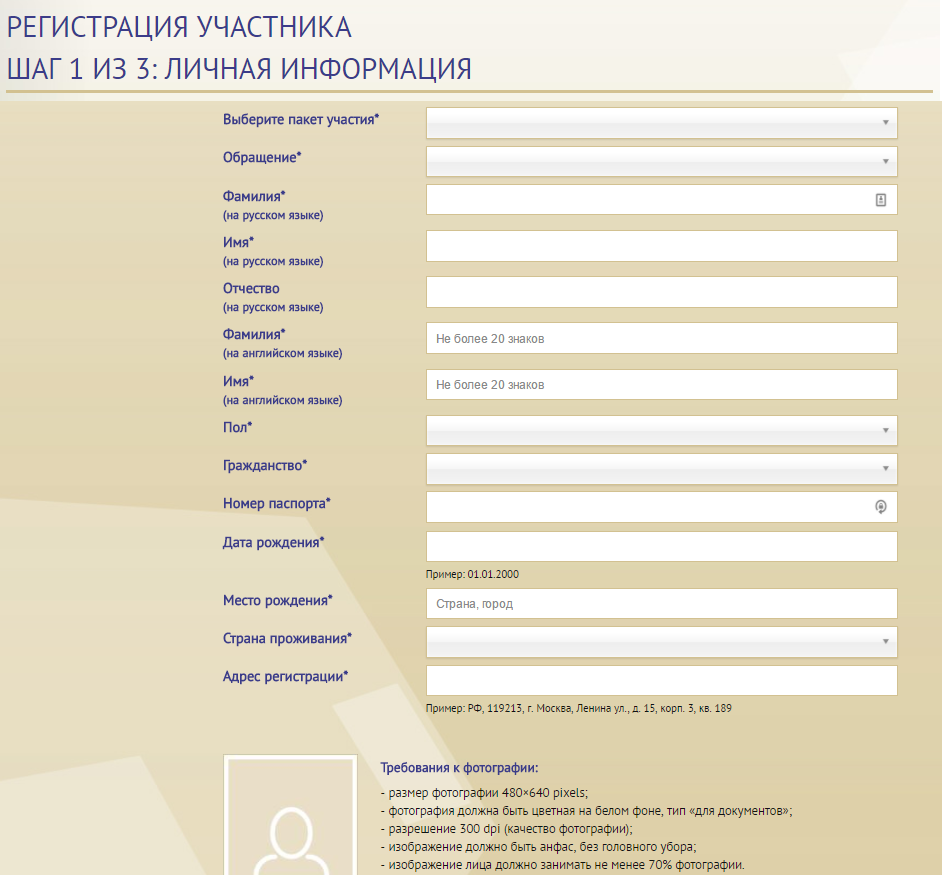 РЕГИСТРАЦИЯ УЧАСТНИКА
ШАГ 1 ИЗ 3: ЛИЧНАЯ ИНФОРМАЦИЯ
Выберите пакет участия*
Обращение*
Фамилия*
(на русском языке)
Имя*
(на русском языке)
Отчество
(на русском языке)
Фамилия*
(на английском языке)
Не более 20 знаков
Имя*
(на английском языке)
Не более 20 знаков
Пол*
Гражданство*
Номер паспорта*
Дата рождения*
Пример: 01.01.2000
Место рождения*
Страна, город
Страна проживания*
Адрес регистрации*
Пример: РФ, 119213, г. Москва, Ленина ул., д. 15, корп. 3, кв. 189
Требования к фотографии:
- размер фотографии 480×640 pixels;
- фотография должна быть цветная на белом фоне, тип «для документов»;
- разрешение 300 dpi (качество фотографии);
- изображение должно быть анфас, без головного убора;
- изображение лица должно занимать не менее 70% фотографии.